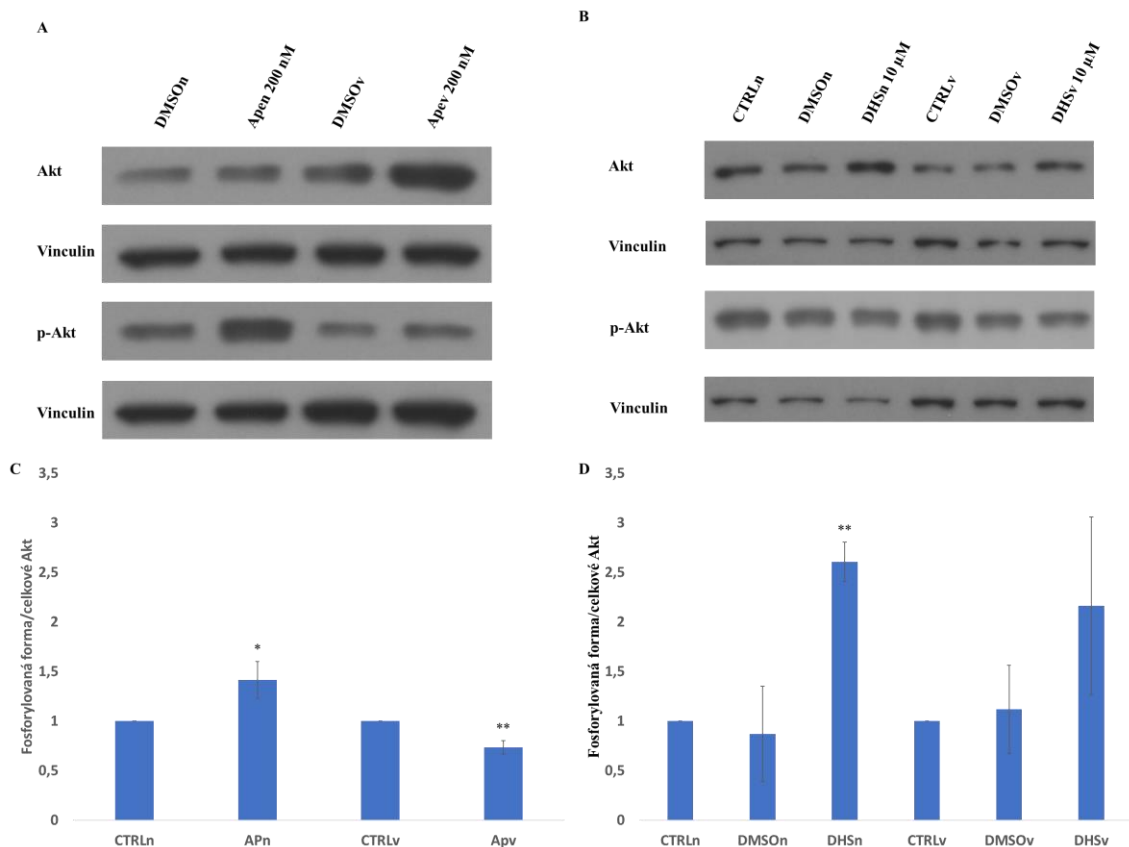 A
DMSOn
Apen 200 nM
DMSOv
Apev 200 nM
Akt
Vinculin
p-Akt
Vinculin
B
CTRLn
DMSOn
DHSn 10 µM
CTRLv
DMSOv
DHSv 10 µM
Akt
Vinculin
p-Akt
Vinculin
C
Fosforylovaná forma/celkové Akt
3,5
3
2,5
2
1,5
1
0,5
0
*
**
CTRLn APn CTRLv Apv
D
Fosforylovaná forma/celkové Akt
3,5
3
2,5
2
1,5
1
0,5
0
**
CTRLn DMSOn DHSn CTRLv DMSOv DHSv